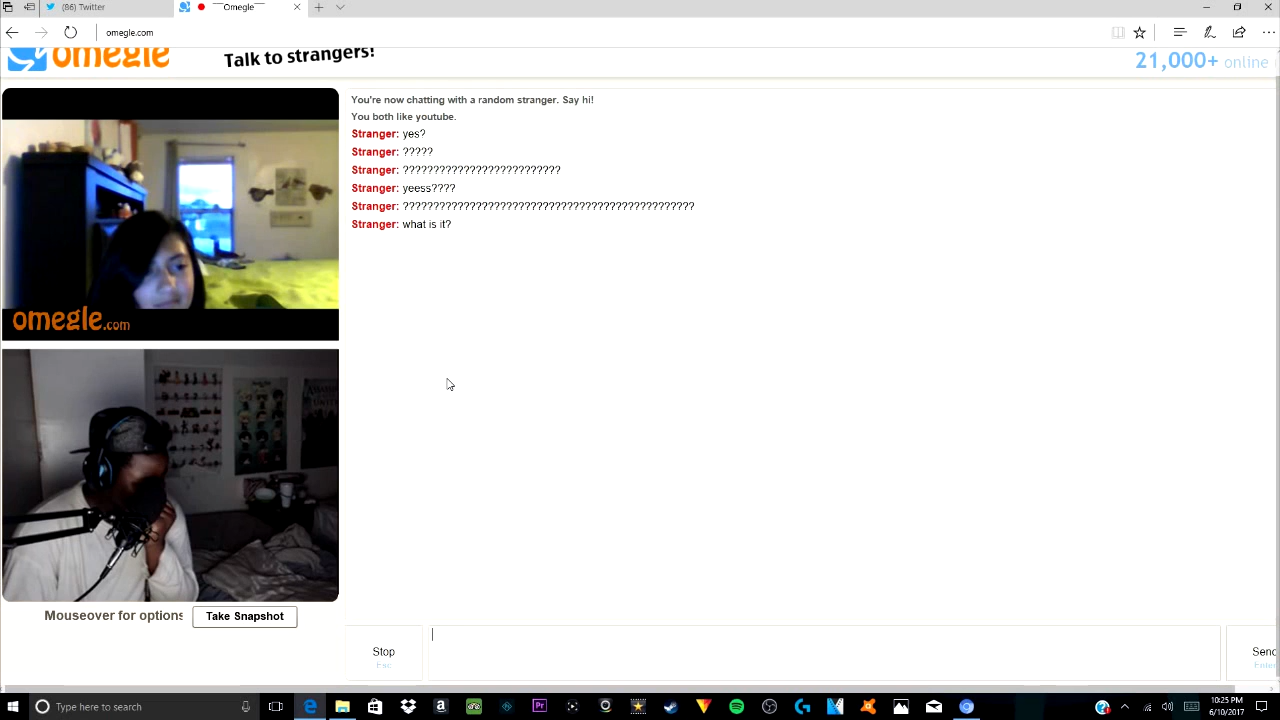 (86) Twitter
Omegle
omegle.com
omegle
Talk to strangers!
21,000+ online
You're now chatting with a random stranger. Say hi!
You both like youtube.
Stranger: yes?
Stranger: ?????
Stranger: ??????????????????????????
Stranger: yeess????
Stranger: ????????????????????????????????????????????????
Stranger: what is it?
omegle.com
Mouseover for options
Take Snapshot
Stop
Esc
Send
Enter
Type here to search
10:25 PM
6/10/2017